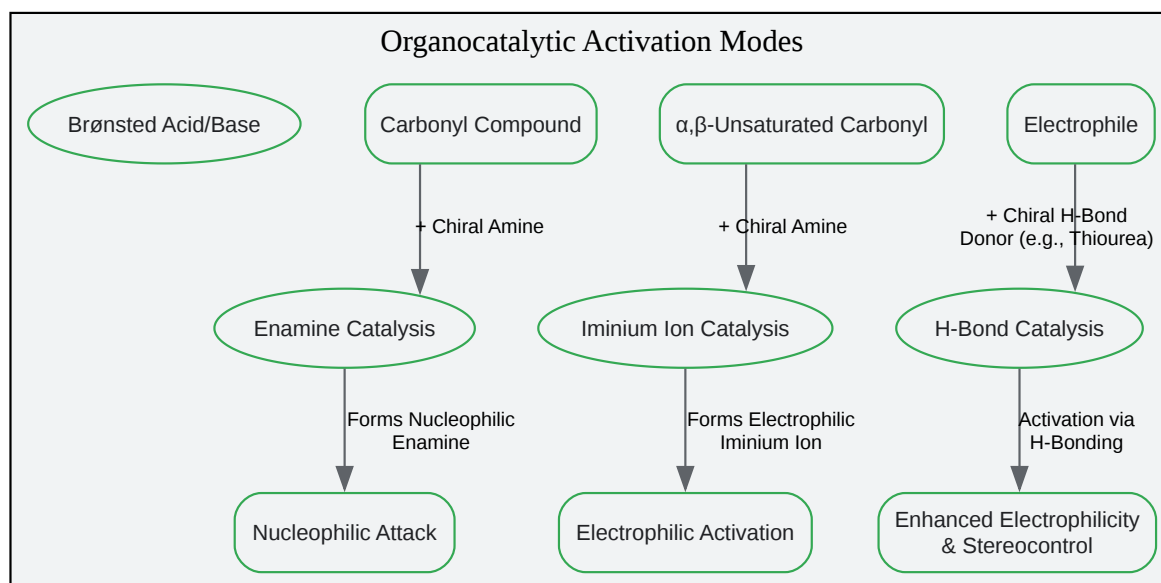 Organocatalytic Activation Modes
Brønsted Acid/Base
Carbonyl Compound
α,β-Unsaturated Carbonyl
Electrophile
+ Chiral Amine
+ Chiral Amine
+ Chiral H-Bond
Donor (e.g., Thiourea)
Enamine Catalysis
Iminium Ion Catalysis
H-Bond Catalysis
Forms Nucleophilic
Enamine
Forms Electrophilic
Iminium Ion
Activation via
H-Bonding
Nucleophilic Attack
Electrophilic Activation
Enhanced Electrophilicity
& Stereocontrol